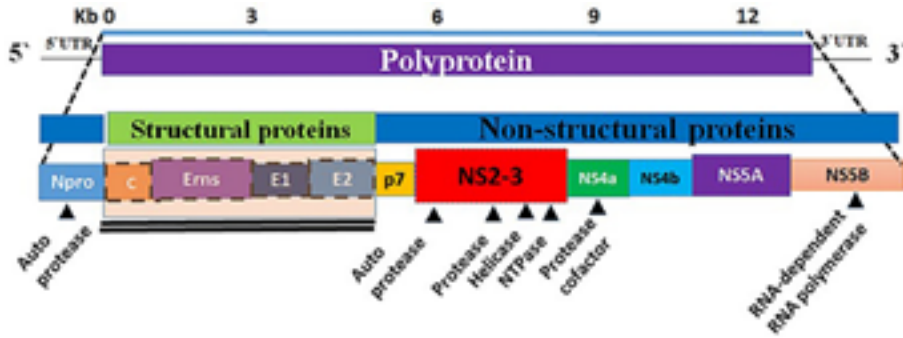 Kb 0 3 6 9 12
5` 5`UTR 3`UTR 3`
Polyprotein
Structural proteins Non-structural proteins
Npro C Erns E1 E2 p7 NS2-3 NS4a NS4b NS5A NS5B
Auto
protease
Auto
protease
Protease
Helicase
NTPase
Protease
cofactor
RNA-dependent
RNA polymerase